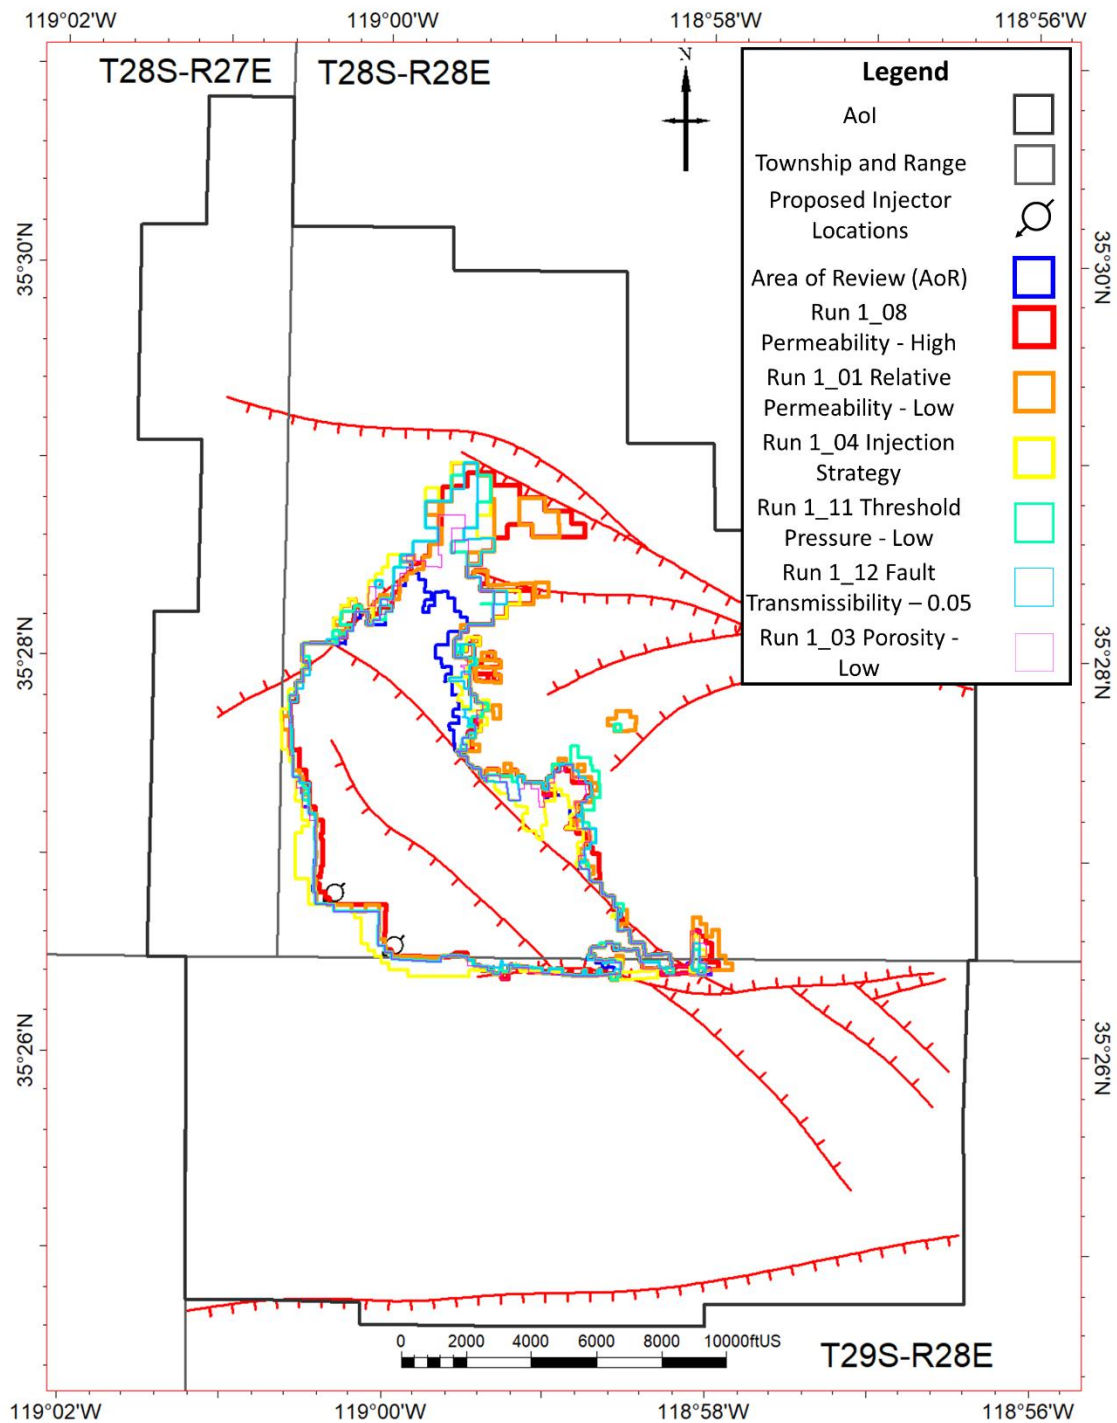 119°02'W 119°00'W 118°58'W 118°56'W
T28S-R27E T28S-R28E
N
Legend
AoI
Township and Range
Proposed Injector
Locations
Area of Review (AoR)
Run 1_08
Permeability - High
Run 1_01 Relative
Permeability - Low
Run 1_04 Injection
Strategy
Run 1_11 Threshold
Pressure - Low
Run 1_12 Fault
Transmissibility – 0.05
Run 1_03 Porosity -
Low
35°30'N 35°30'N
35°28'N 35°28'N
35°26'N 35°26'N
0 2000 4000 6000 8000 10000ftUS
T29S-R28E
119°02'W 119°00'W 118°58'W 118°56'W